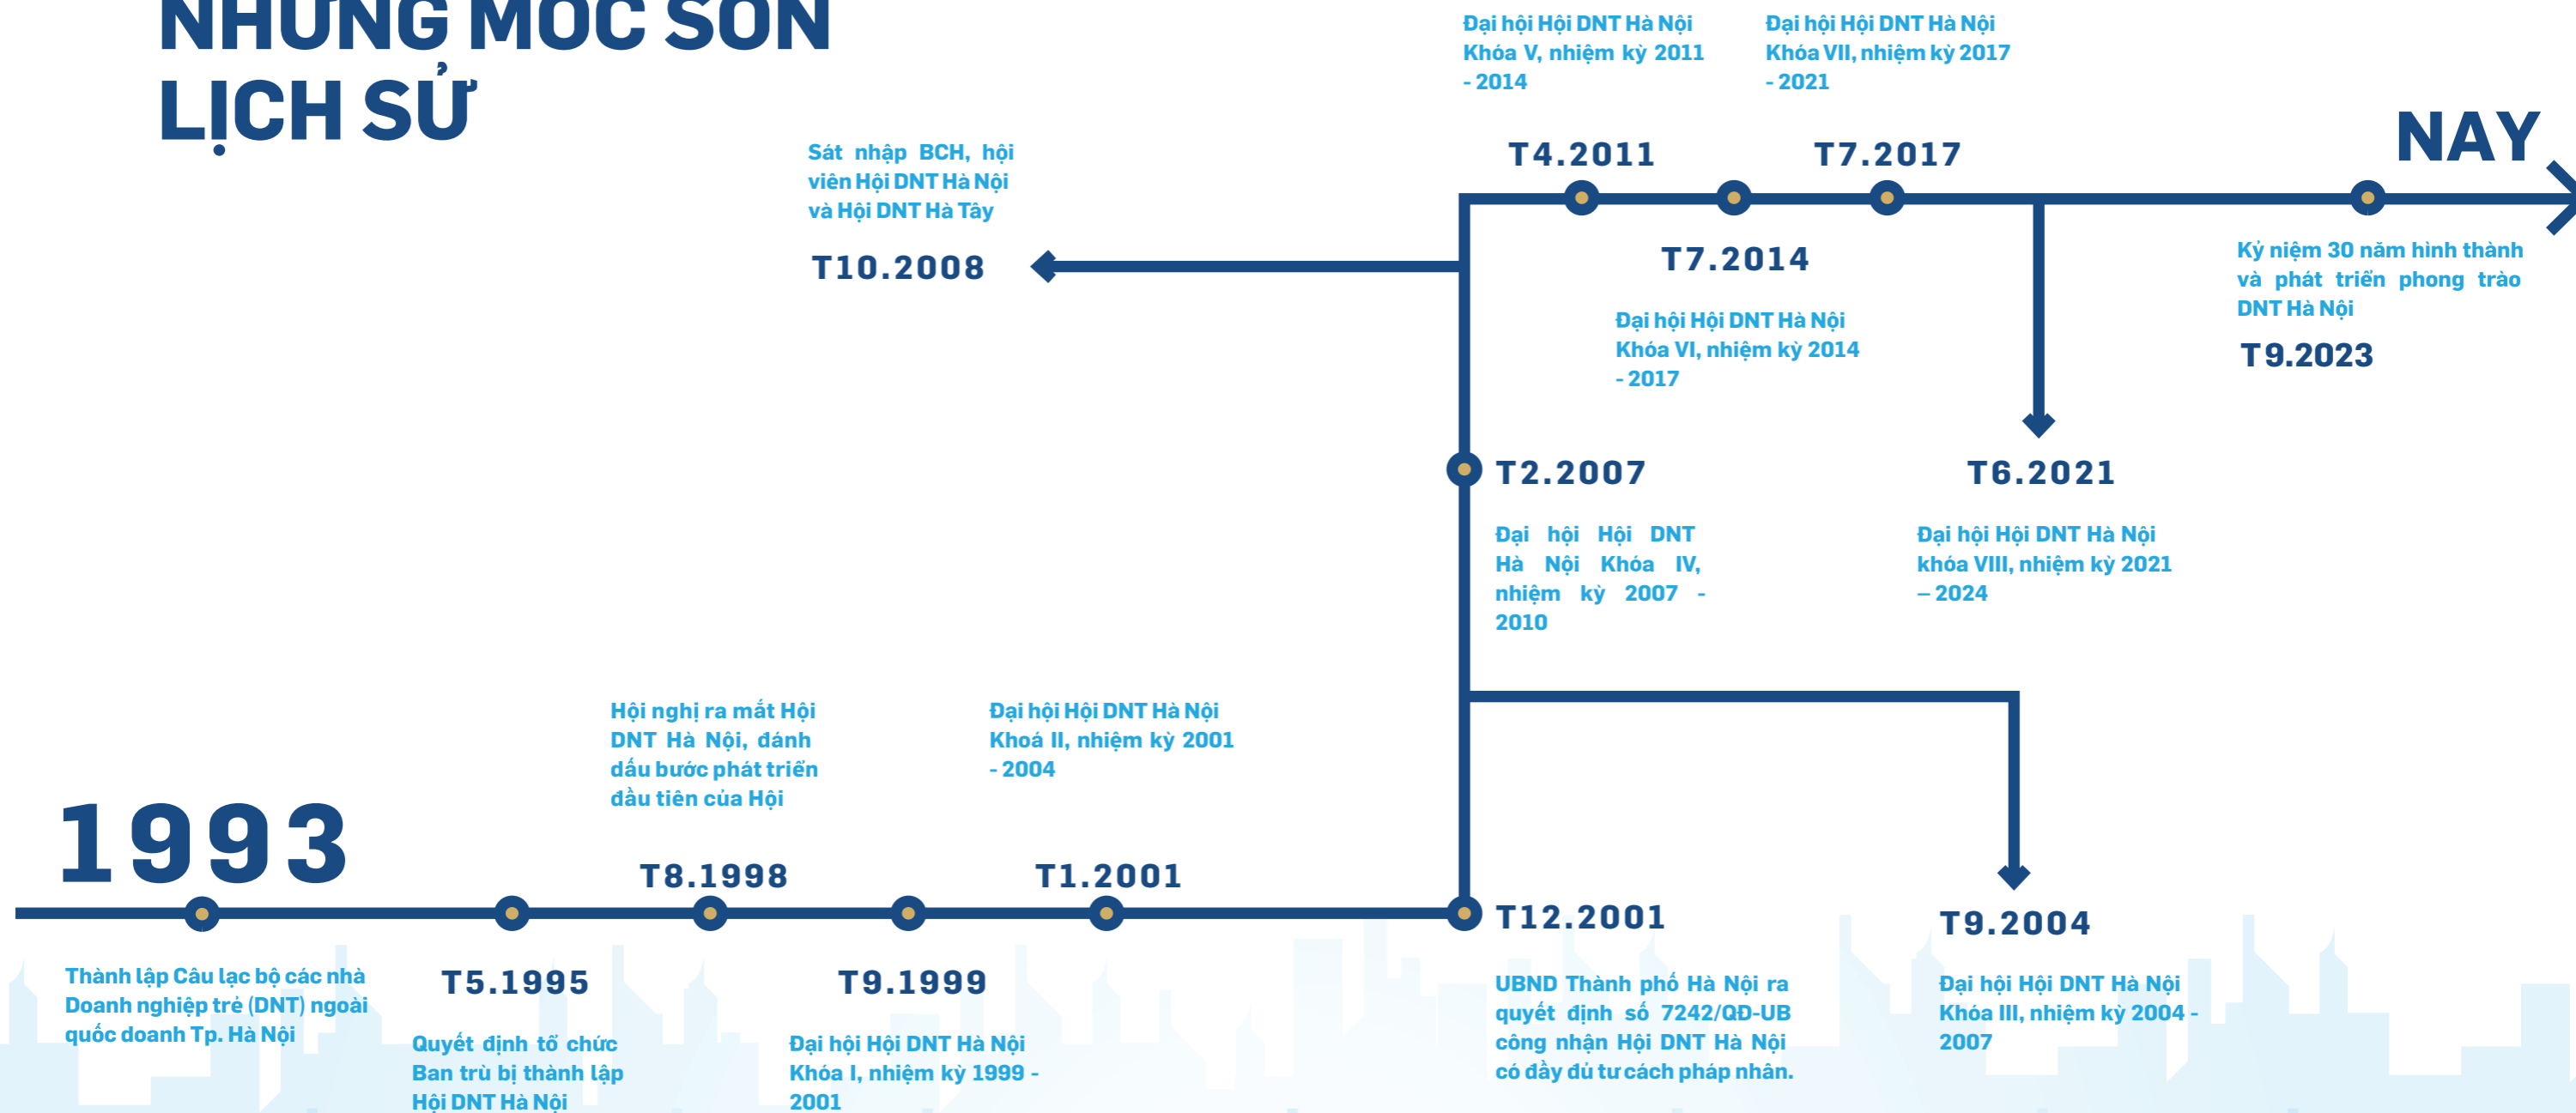 NHỮNG MỐC SON
LỊCH SỬ
1993
Thành lập Câu lạc bộ các nhà
Doanh nghiệp trẻ (DNT) ngoài
quốc doanh Tp. Hà Nội
T5.1995
Quyết định tổ chức
Ban trù bị thành lập
Hội DNT Hà Nội
Hội nghị ra mắt Hội
DNT Hà Nội, đánh
dấu bước phát triển
đầu tiên của Hội
T8.1998
T9.1999
Đại hội Hội DNT Hà Nội
Khóa I, nhiệm kỳ 1999 -
2001
Đại hội Hội DNT Hà Nội
Khoá II, nhiệm kỳ 2001
- 2004
T1.2001
T12.2001
UBND Thành phố Hà Nội ra
quyết định số 7242/QĐ-UB
công nhận Hội DNT Hà Nội
có đầy đủ tư cách pháp nhân.
T9.2004
Đại hội Hội DNT Hà Nội
Khóa III, nhiệm kỳ 2004 -
2007
T2.2007
Đại hội Hội DNT
Hà Nội Khóa IV,
nhiệm kỳ 2007 -
2010
Sát nhập BCH, hội
viên Hội DNT Hà Nội
và Hội DNT Hà Tây
T10.2008
Đại hội Hội DNT Hà Nội
Khóa V, nhiệm kỳ 2011
- 2014
T4.2011
T7.2014
Đại hội Hội DNT Hà Nội
Khóa VI, nhiệm kỳ 2014
- 2017
Đại hội Hội DNT Hà Nội
Khóa VII, nhiệm kỳ 2017
- 2021
T7.2017
T6.2021
Đại hội Hội DNT Hà Nội
khóa VIII, nhiệm kỳ 2021
– 2024
NAY
Kỷ niệm 30 năm hình thành
và phát triển phong trào
DNT Hà Nội
T9.2023